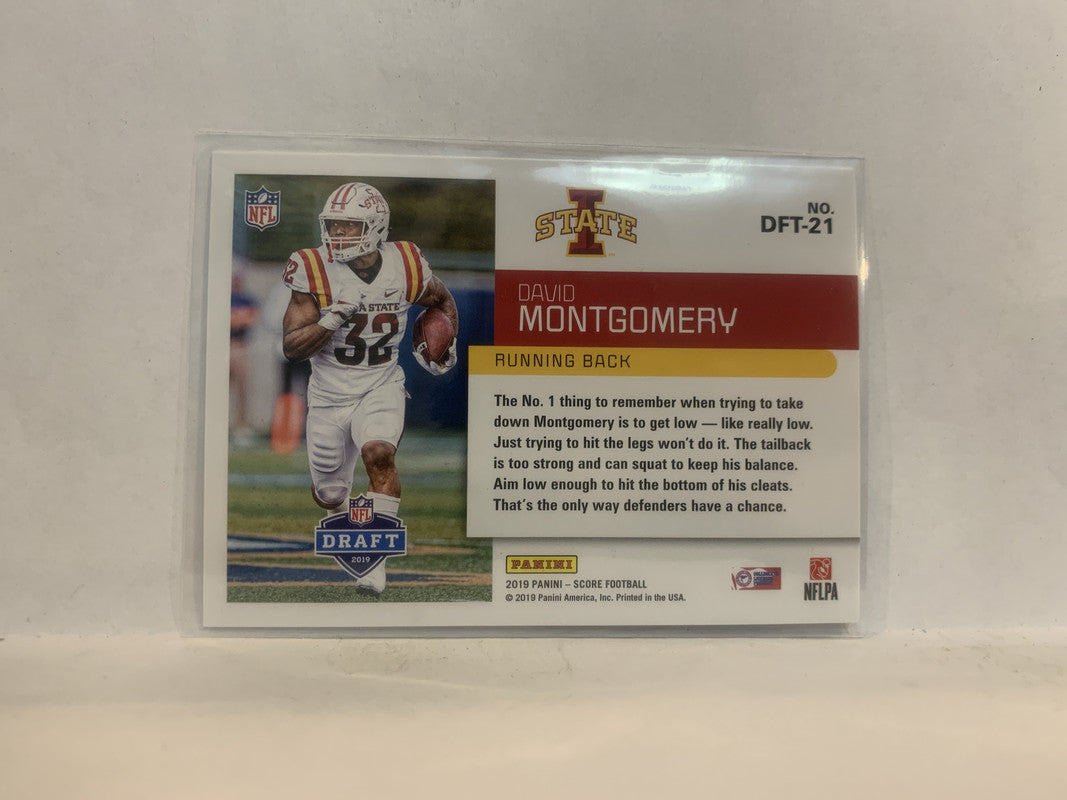 NFL
32
A STATE
32
NFL
DRAFT
2019
I
STATE
NO.
DFT-21
DAVID
MONTGOMERY
RUNNING BACK
The No. 1 thing to remember when trying to take
down Montgomery is to get low — like really low.
Just trying to hit the legs won't do it. The tailback
is too strong and can squat to keep his balance.
Aim low enough to hit the bottom of his cleats.
That's the only way defenders have a chance.
PANINI
2019 PANINI – SCORE FOOTBALL
© 2019 Panini America, Inc. Printed in the USA.
NFLPA